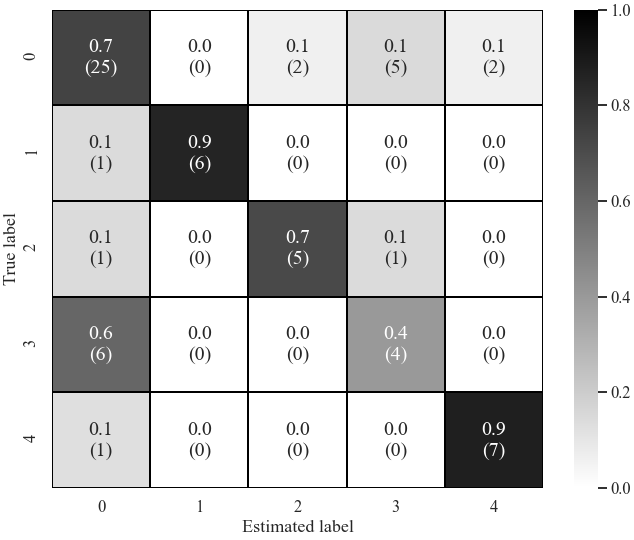 0.7 0.0 0.1 0.1 0.1
0 (25) (0) (2) (5) (2)
0.1 0.9 0.0 0.0 0.0
1 (1) (6) (0) (0) (0)
0.1 0.0 0.7 0.1 0.0
2 (1) (0) (5) (1) (0)
0.6 0.0 0.0 0.4 0.0
3 (6) (0) (0) (4) (0)
0.1 0.0 0.0 0.0 0.9
4 (1) (0) (0) (0) (7)
True label
0 1 2 3 4
Estimated label
1.0
0.8
0.6
0.4
0.2
0.0